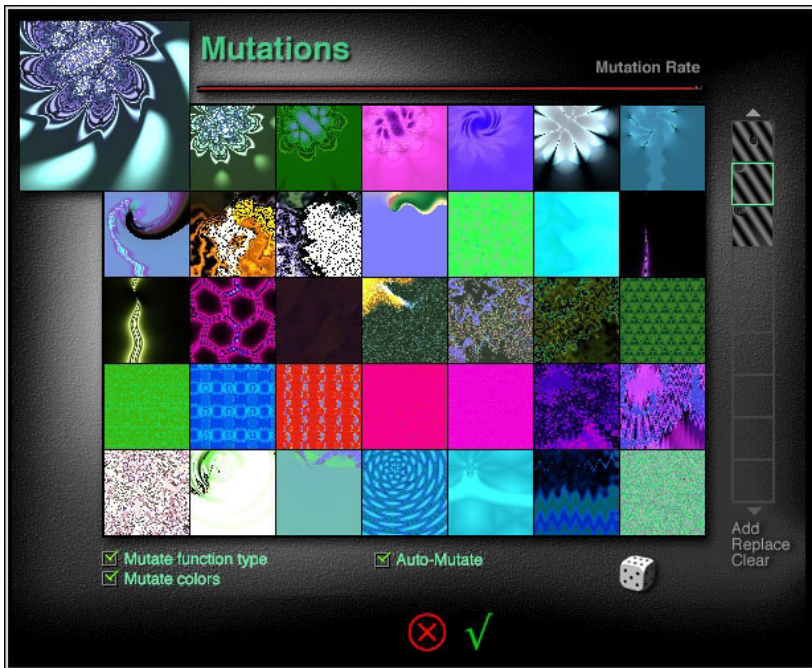 Mutations
Mutation Rate
Mutate function type
Mutate colors
Auto-Mutate
Add
Replace
Clear